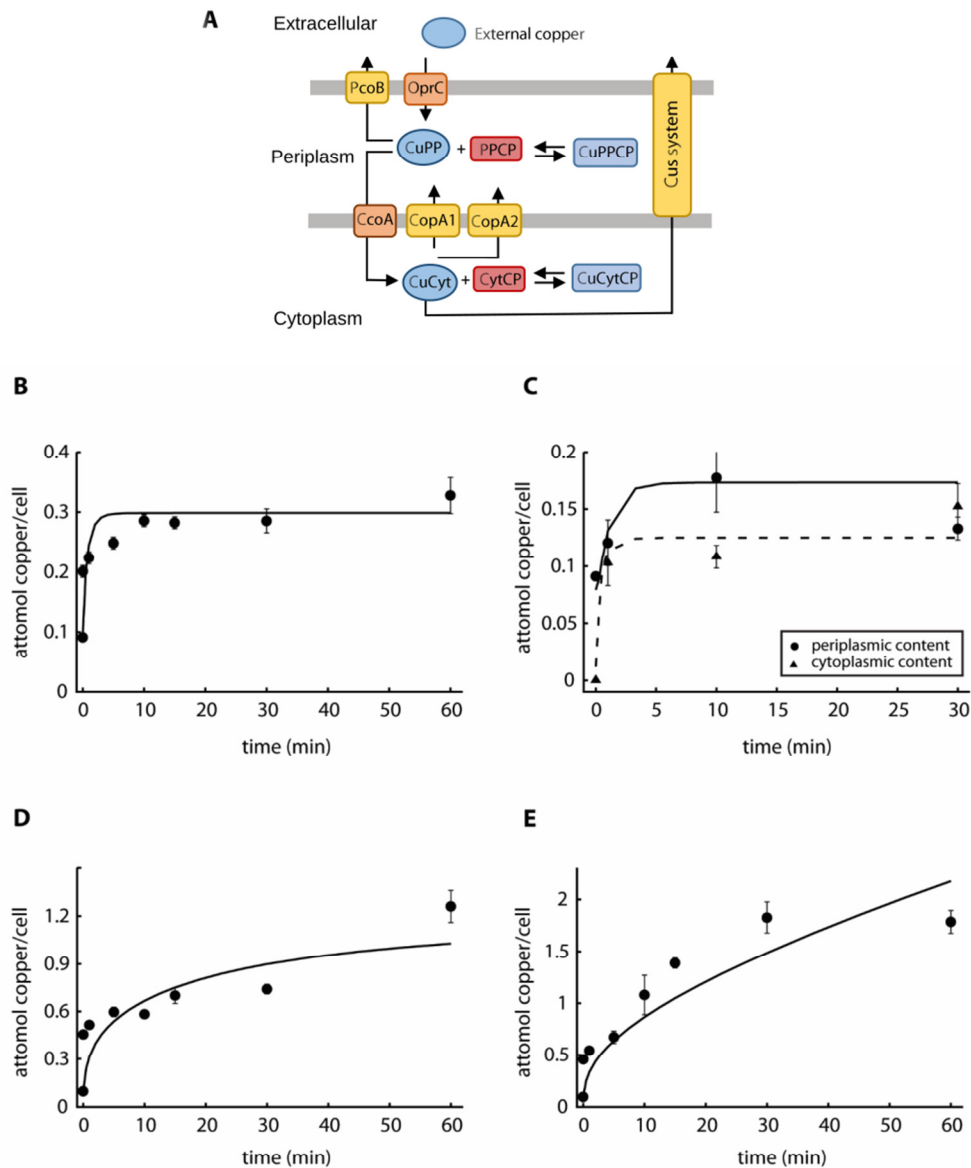 A
Extracellular
External copper
PcoB
OprC
Periplasm
CuPP + PPCP CuPPCP
Cus system
CcoA CopA1 CopA2
CuCyt + CytCP CuCytCP
Cytoplasm
B
attomol copper/cell
0.4
0.3
0.2
0.1
0
0 10 20 30 40 50 60
time (min)
C
attomol copper/cell
0.2
0.15
0.1
0.05
0
periplasmic content
cytoplasmic content
0 5 10 15 20 25 30
time (min)
D
attomol copper/cell
1.2
0.9
0.6
0.3
0
0 10 20 30 40 50 60
time (min)
E
attomol copper/cell
2
1.5
1
0.5
0
0 10 20 30 40 50 60
time (min)